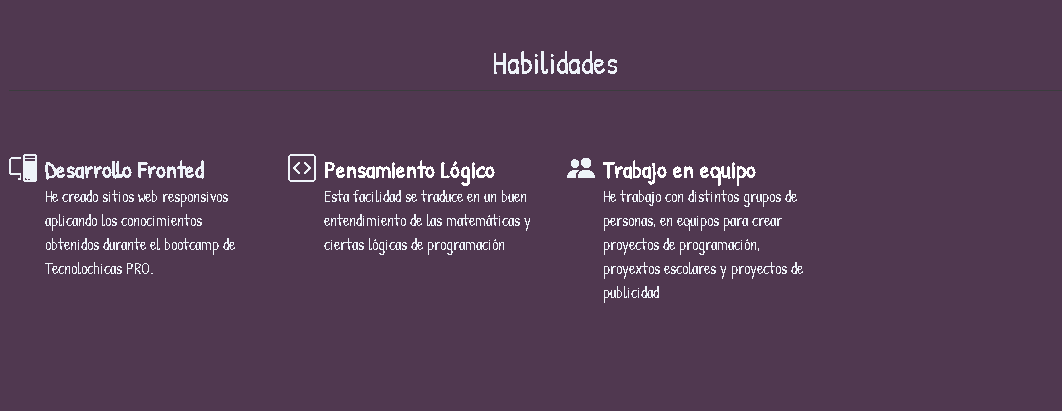 Habilidades
Desarrollo Fronted
He creado sitios web responsivos
aplicando los conocimientos
obtenidos durante el bootcamp de
Tecnolochicas PRO.
Pensamiento Lógico
Esta facilidad se traduce en un buen
entendimiento de las matemáticas y
ciertas lógicas de programación
Trabajo en equipo
He trabajo con distintos grupos de
personas, en equipos para crear
proyectos de programación,
proyextos escolares y proyectos de
publicidad